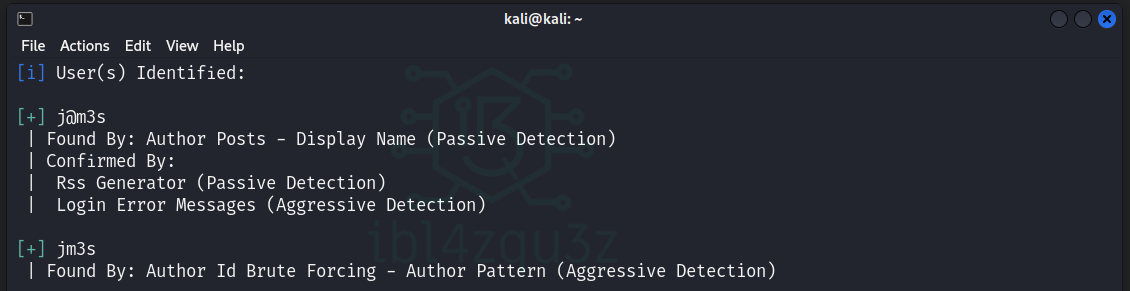 kali@kali: ~
File Actions Edit View Help
[i] User(s) Identified:
[+] j@m3s
| Found By: Author Posts - Display Name (Passive Detection)
| Confirmed By:
| Rss Generator (Passive Detection)
| Login Error Messages (Aggressive Detection)
ibl4zqu3z
[+] jm3s
| Found By: Author Id Brute Forcing - Author Pattern (Aggressive Detection)